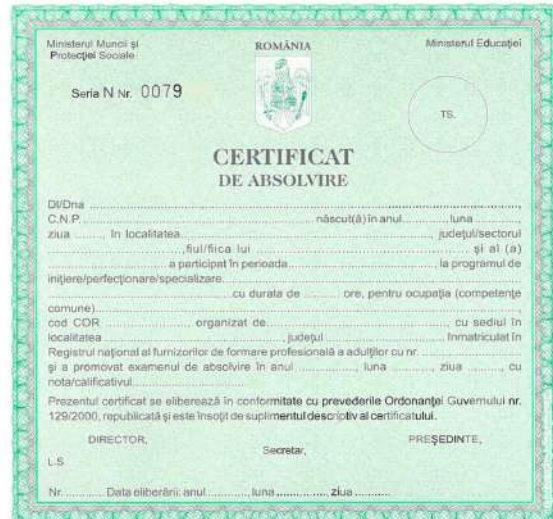 Ministerul Muncii și
Protecției Sociale
ROMÂNIA
Ministerul Educației
Seria N Nr. 0079
TS.
CERTIFICAT
DE ABSOLVIRE
Dl/Dna ........................................................................................................,
C.N.P. .................................................. născut(ă) în anul ..........., luna ..............,
ziua ........, în localitatea .................................................., județul/sectorul
..............................,fiul/fiica lui .................................................. și al (a)
.............................. a participat în perioada .............................., la programul de
inițiere/perfecționare/specializare..................................................
.................................................. cu durata de .......... ore, pentru ocupația (competențe
comune)........................................................................................................,
cod COR .................... organizat de .................................................., cu sediul în
localitatea .............................., județul ...................., înmatriculat în
Registrul național al furnizorilor de formare profesională a adulților cu nr. ....................
și a promovat examenul de absolvire în anul ............, luna .........., ziua ........, cu
nota/calificativul..............................
Prezentul certificat se eliberează în conformitate cu prevederile Ordonanței Guvernului nr.
129/2000, republicată și este însoțit de suplimentul descriptiv al certificatului.
DIRECTOR,
Secretar,
PREȘEDINTE,
L.S.
Nr. .......... Data eliberării: anul ............, luna .............., ziua ............